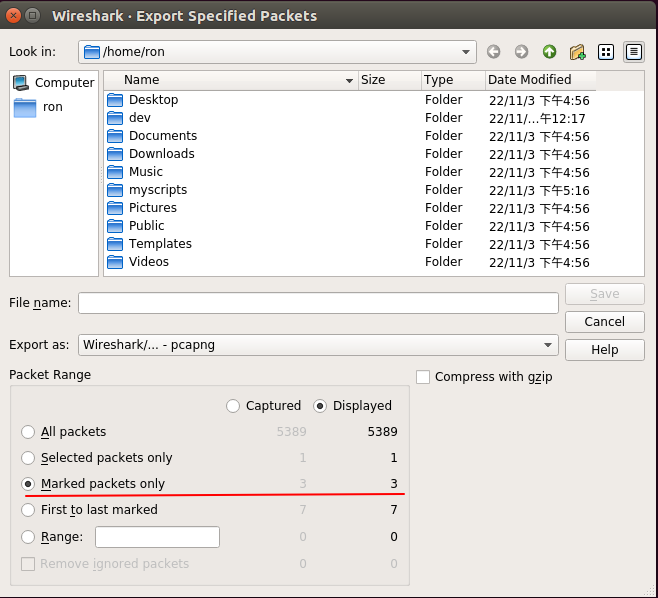 Wireshark · Export Specified Packets
Look in: /home/ron
Computer
ron
Name Size Type Date Modified
Desktop Folder 22/11/3 下午4:56
dev Folder 22/11/...午12:17
Documents Folder 22/11/3 下午4:56
Downloads Folder 22/11/3 下午4:56
Music Folder 22/11/3 下午4:56
myscripts Folder 22/11/3 下午5:16
Pictures Folder 22/11/3 下午4:56
Public Folder 22/11/3 下午4:56
Templates Folder 22/11/3 下午4:56
Videos Folder 22/11/3 下午4:56
File name: Save
Cancel
Export as: Wireshark/... - pcapng Help
Packet Range Compress with gzip
Captured Displayed
All packets 5389 5389
Selected packets only 1 1
Marked packets only 3 3
First to last marked 7 7
Range: 0 0
Remove ignored packets 0 0